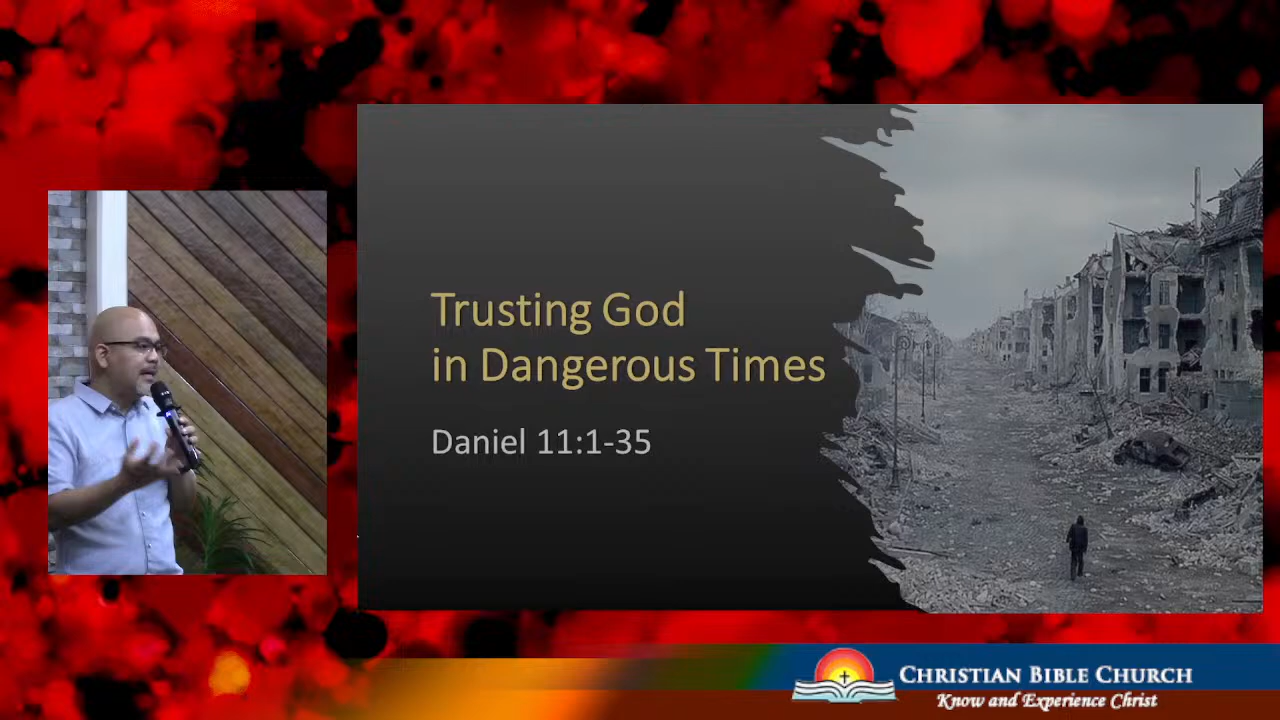 Trusting God
in Dangerous Times
Daniel 11:1-35
CHRISTIAN BIBLE CHURCH
Know and Experience Christ